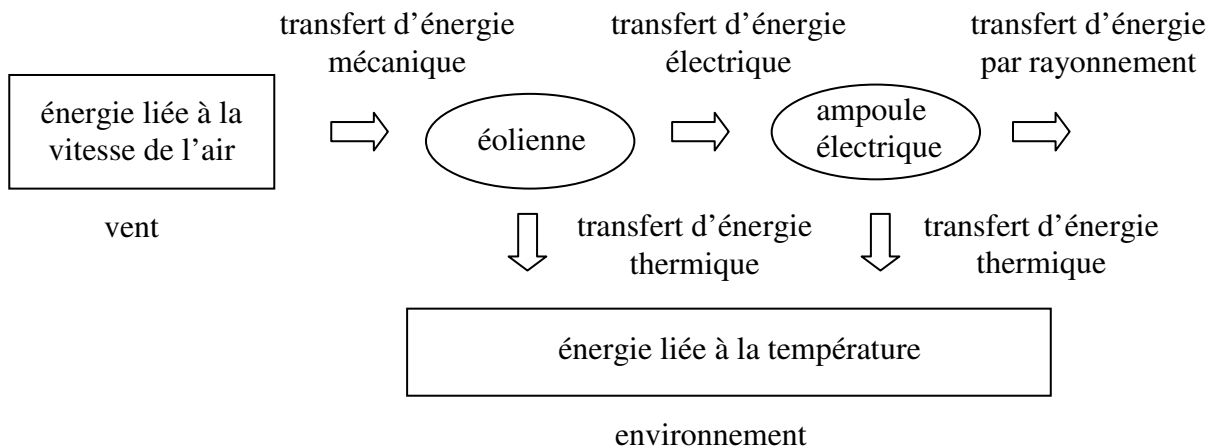 transfert d’énergie
mécanique
transfert d’énergie
électrique
transfert d’énergie
par rayonnement
énergie liée à la
vitesse de l’air
éolienne
ampoule
électrique
vent
transfert d’énergie
thermique
transfert d’énergie
thermique
énergie liée à la température
environnement